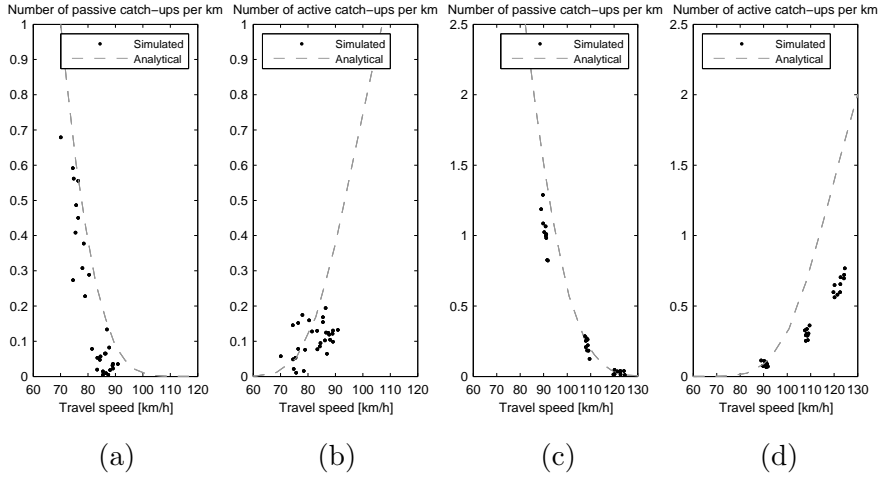 Number of passive catch−ups per km
Simulated
Analytical
1
0.9
0.8
0.7
0.6
0.5
0.4
0.3
0.2
0.1
0
60 70 80 90 100 110 120
Travel speed [km/h]
(a)
Number of active catch−ups per km
Simulated
Analytical
1
0.9
0.8
0.7
0.6
0.5
0.4
0.3
0.2
0.1
0
60 70 80 90 100 110 120
Travel speed [km/h]
(b)
Number of passive catch−ups per km
Simulated
Analytical
2.5
2
1.5
1
0.5
0
60 70 80 90 100 110 120 130
Travel speed [km/h]
(c)
Number of active catch−ups per km
Simulated
Analytical
2.5
2
1.5
1
0.5
0
60 70 80 90 100 110 120 130
Travel speed [km/h]
(d)